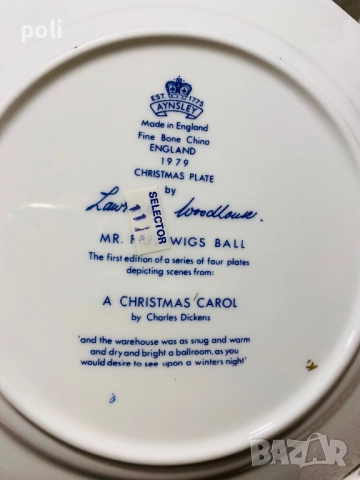 poli
EST. 1775
AYNSLEY
Made in England
Fine Bone China
ENGLAND
1979
CHRISTMAS PLATE
by
Woodhouse.
SELECTOR
MR. WIGS BALL
The first edition of a series of four plates
depicting scenes from:
A CHRISTMAS CAROL
by Charles Dickens
'and the warehouse was as snug and warm
and dry and bright a ballroom, as you
would desire to see upon a winters night'
BAZAR